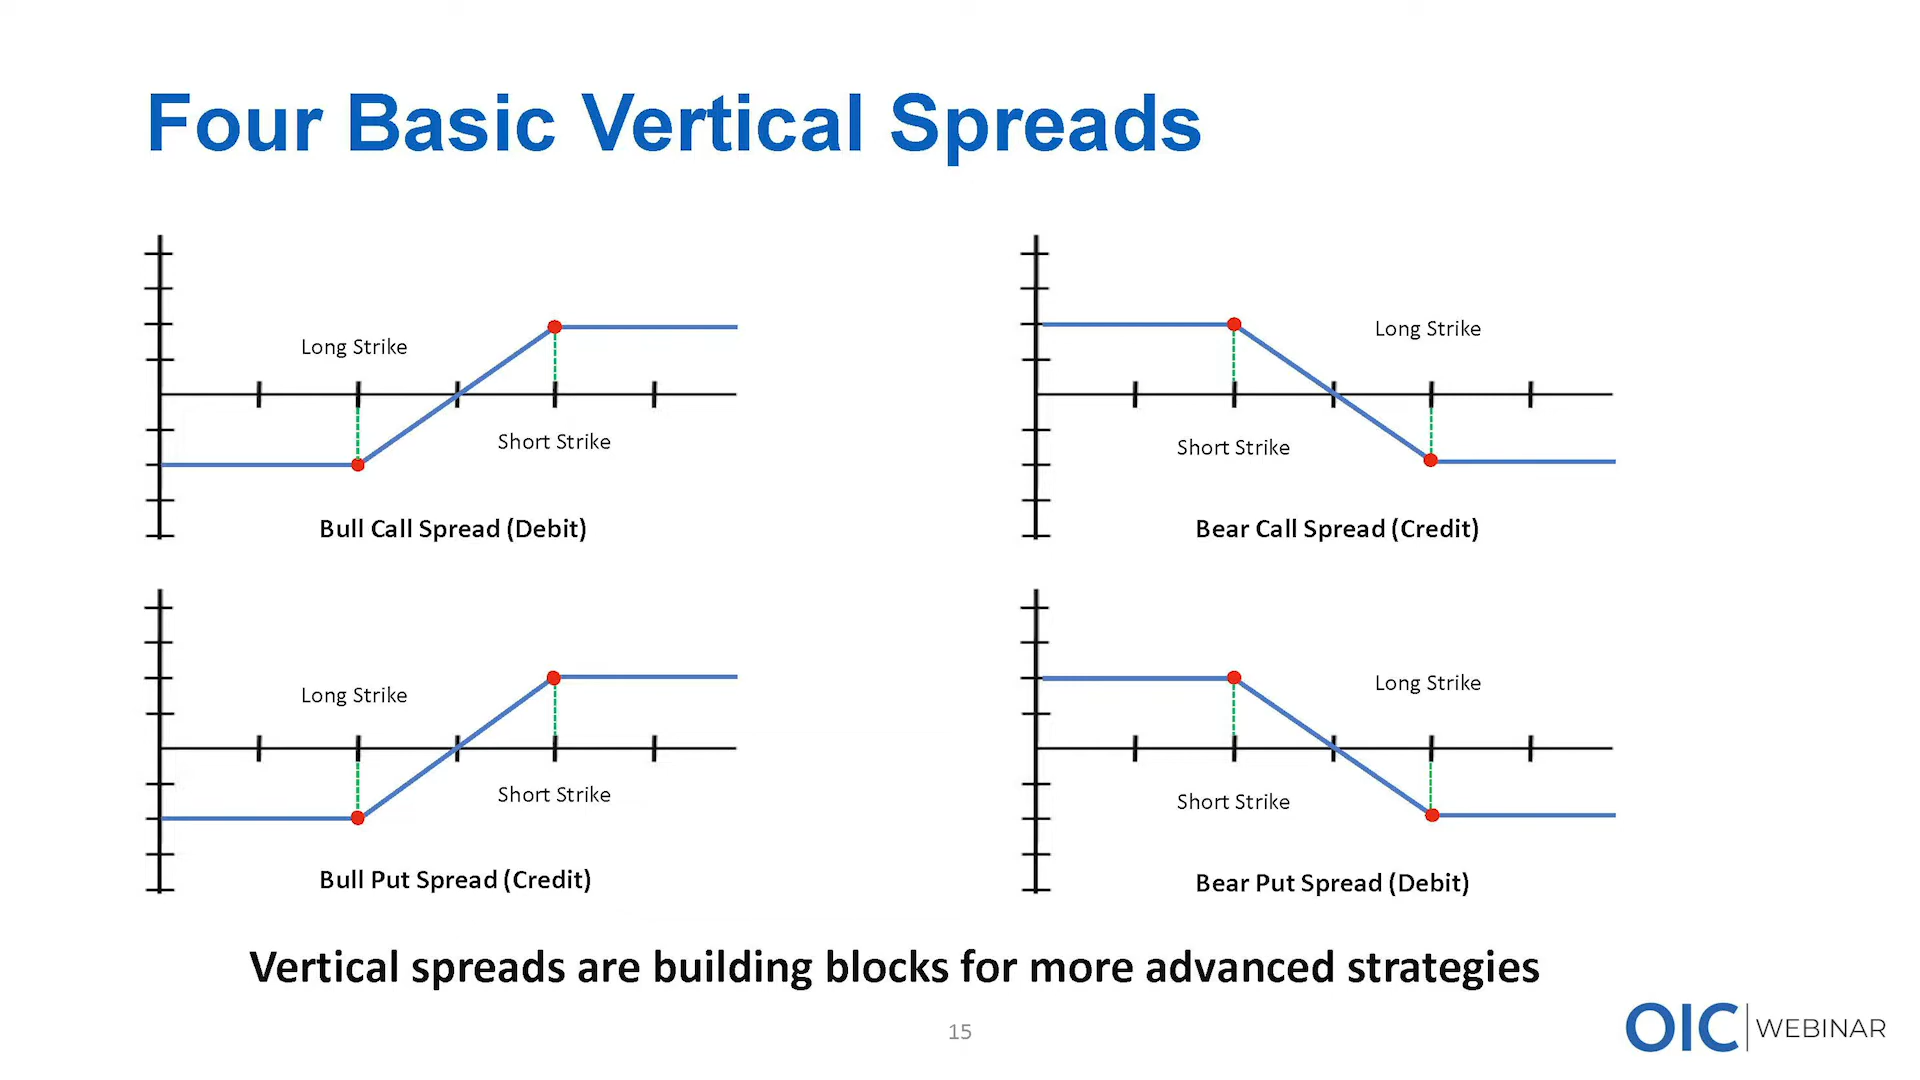 Four Basic Vertical Spreads
Long Strike
Short Strike
Bull Call Spread (Debit)
Long Strike
Short Strike
Bear Call Spread (Credit)
Long Strike
Short Strike
Bull Put Spread (Credit)
Long Strike
Short Strike
Bear Put Spread (Debit)
Vertical spreads are building blocks for more advanced strategies
15
OIC WEBINAR